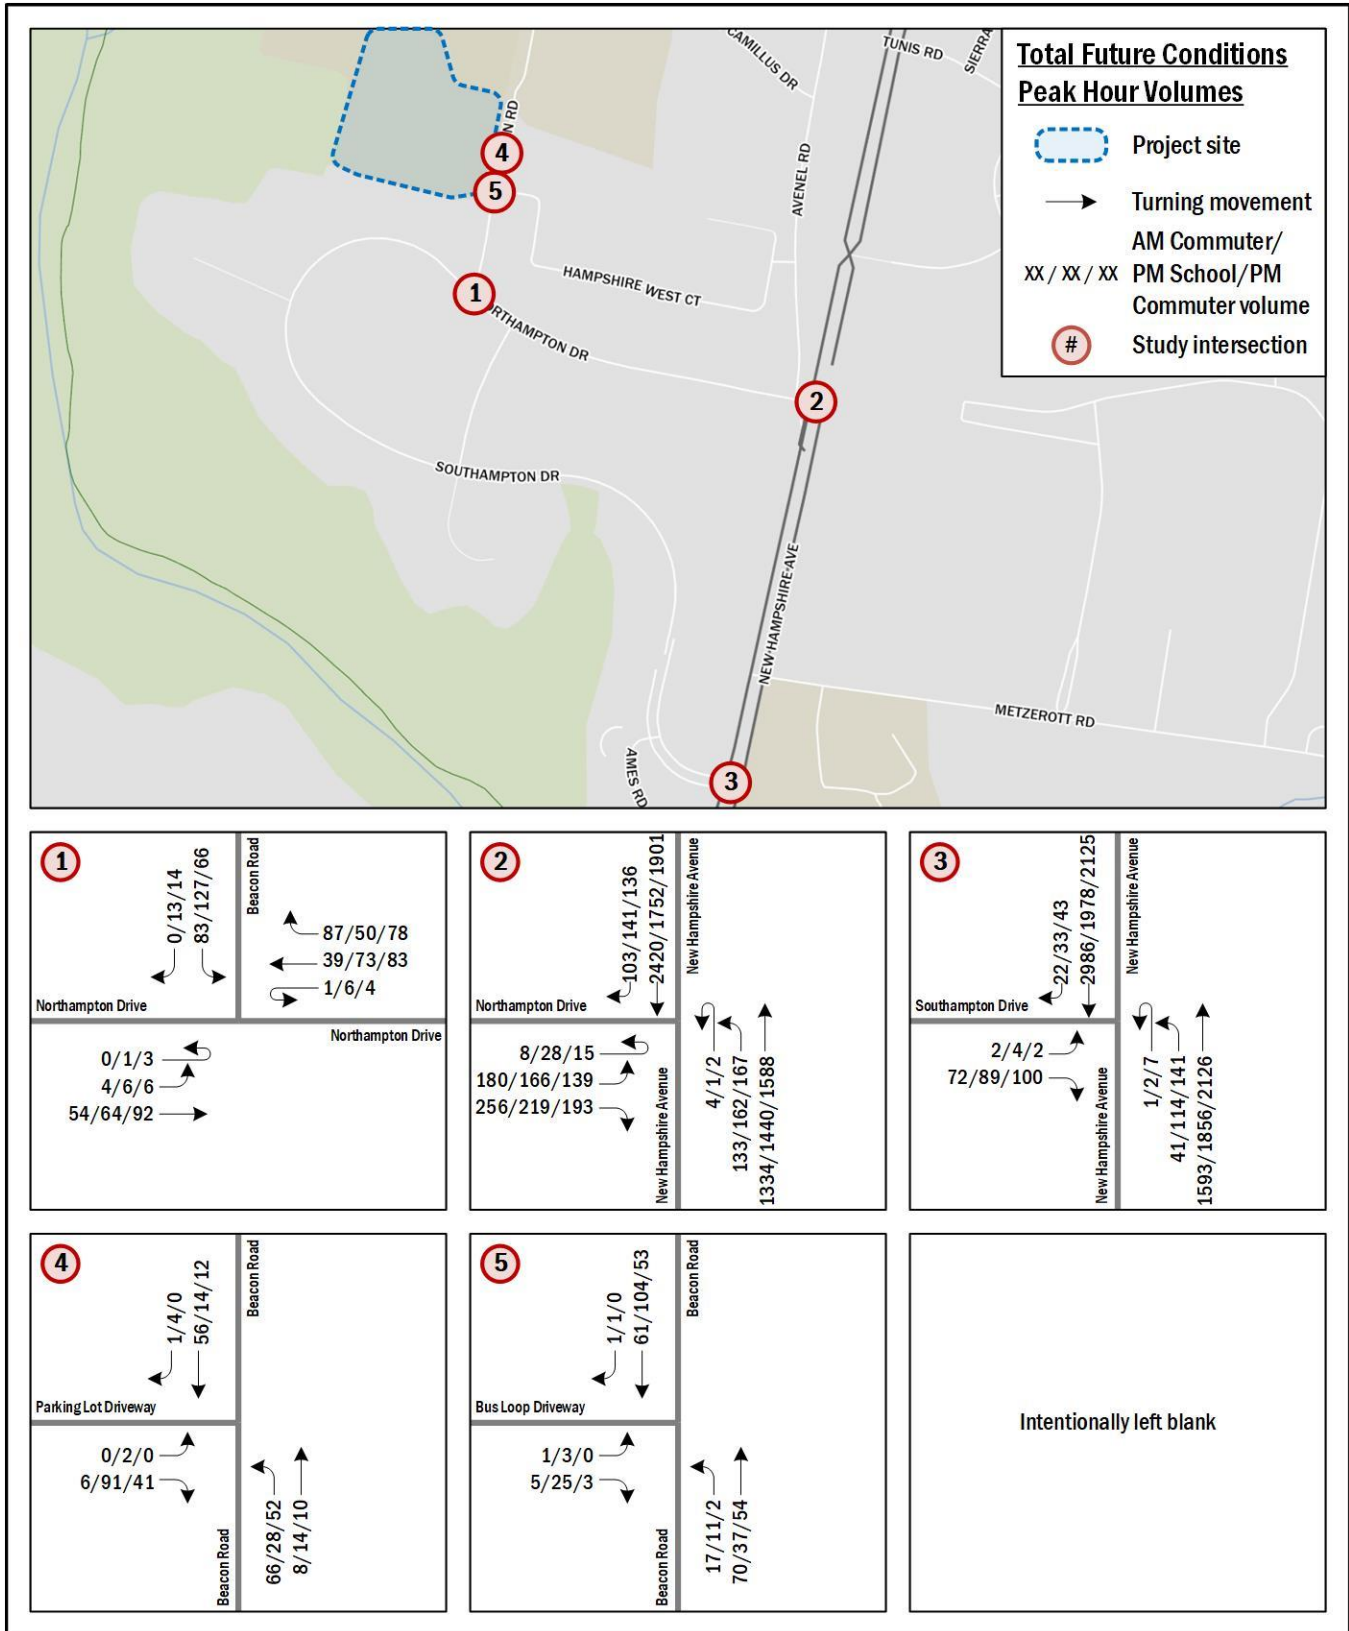 CAMILLUS DR
TUNIS RD
SIERRA
N RD
AVENEL RD
HAMPSHIRE WEST CT
ORTHAMPTON DR
SOUTHAMPTON DR
NEW HAMPSHIRE AVE
METZEROTT RD
AMES RD
4
5
1
2
3
Total Future Conditions
Peak Hour Volumes
Project site
Turning movement
AM Commuter/
XX / XX / XX PM School/PM
Commuter volume
# Study intersection
1
0/13/14
83/127/66
Beacon Road
87/50/78
39/73/83
1/6/4
Northampton Drive
Northampton Drive
0/1/3
4/6/6
54/64/92
2
103/141/136
2420/1752/1901
New Hampshire Avenue
Northampton Drive
8/28/15
180/166/139
256/219/193
New Hampshire Avenue
4/1/2
133/162/167
1334/1440/1588
3
22/33/43
2986/1978/2125
New Hampshire Avenue
Southampton Drive
2/4/2
72/89/100
New Hampshire Avenue
1/2/7
41/114/141
1593/1856/2126
4
1/4/0
56/14/12
Beacon Road
Parking Lot Driveway
0/2/0
6/91/41
Beacon Road
66/28/52
8/14/10
5
1/1/0
61/104/53
Beacon Road
Bus Loop Driveway
1/3/0
5/25/3
Beacon Road
17/11/2
70/37/54
Intentionally left blank